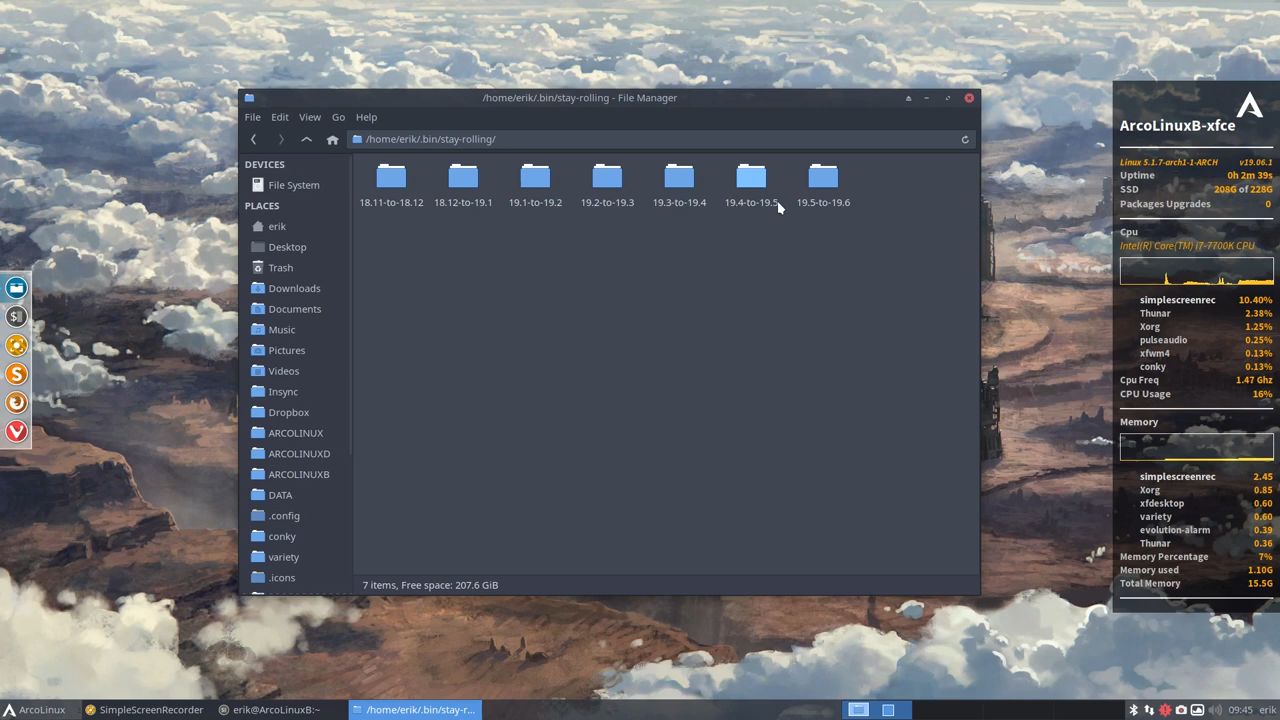 /home/erik/.bin/stay-rolling - File Manager
File Edit View Go Help
/home/erik/.bin/stay-rolling/
DEVICES
File System
PLACES
erik
Desktop
Trash
Downloads
Documents
Music
Pictures
Videos
Insync
Dropbox
ARCOLINUX
ARCOLINUXD
ARCOLINUXB
DATA
.config
conky
variety
.icons
18.11-to-18.12 18.12-to-19.1 19.1-to-19.2 19.2-to-19.3 19.3-to-19.4 19.4-to-19.5 19.5-to-19.6
7 items, Free space: 207.6 GiB
ArcoLinuxB-xfce
Linux 5.1.7-arch1-1-ARCH v19.06.1
Uptime 0h 2m 39s
SSD 208G of 228G
Packages Upgrades 0
Cpu
Intel(R) Core(TM) i7-7700K CPU
simplescreenrec 10.40%
Thunar 2.38%
Xorg 1.25%
pulseaudio 0.25%
xfwm4 0.13%
conky 0.13%
Cpu Freq 1.47 Ghz
CPU Usage 16%
Memory
simplescreenrec 2.45
Xorg 0.85
xfdesktop 0.60
variety 0.60
evolution-alarm 0.39
Thunar 0.36
Memory Percentage 7%
Memory used 1.10G
Total Memory 15.5G
ArcoLinux SimpleScreenRecorder erik@ArcoLinuxB:~ /home/erik/.bin/stay-r... 09:45 erik